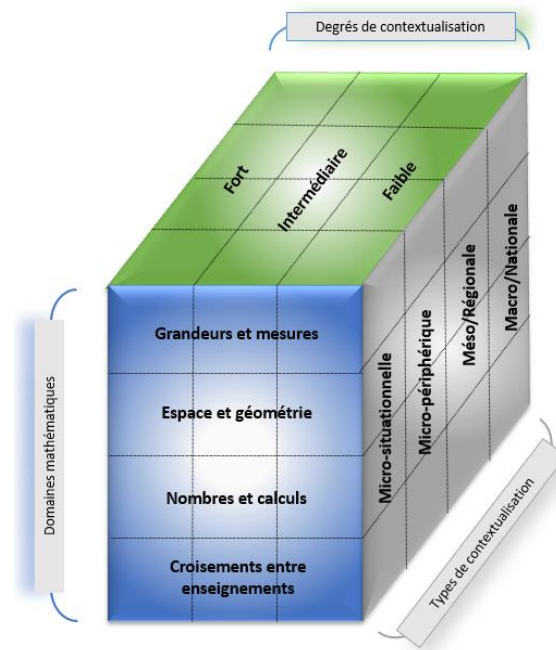 Degrés de contextualisation
Fort
Intermédiaire
Faible
Domaines mathématiques
Grandeurs et mesures
Espace et géométrie
Nombres et calculs
Croisements entre
enseignements
Micro-situationnelle
Micro-périphérique
Méso/Régionale
Macro/Nationale
Types de contextualisation